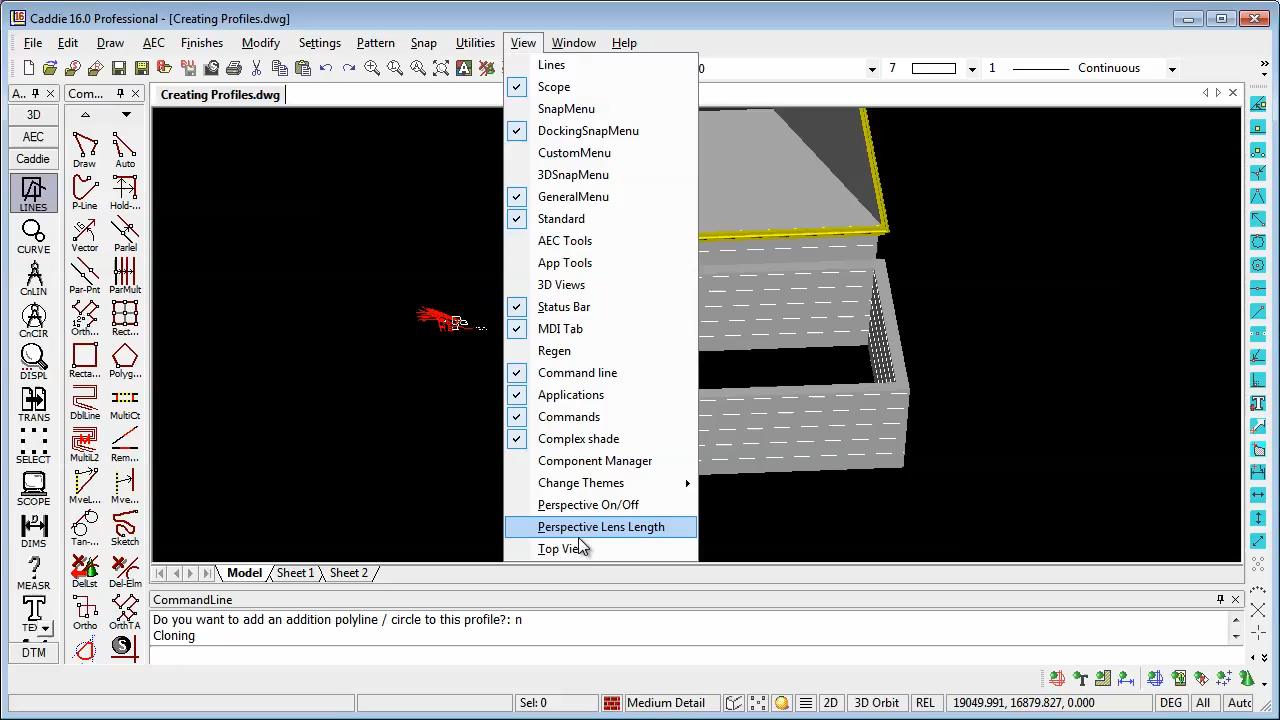 Caddie 16.0 Professional - [Creating Profiles.dwg]
File Edit Draw AEC Finishes Modify Settings Pattern Snap Utilities View Window Help
0 7 1 Continuous
A... Com...
Creating Profiles.dwg
3D
AEC
Caddie
LINES
CURVE
CnLIN
CnCIR
DISPL
TRANS
SELECT
SCOPE
DIMS
MEASR
DTM
Draw Auto
P-Line Hold-...
Vector Parlel
Par-Pnt ParMult
Orth... Rect...
Recta... Polyg...
DblLine MultiCt
MultiL2 Rem...
MveL... Mve...
Tan-... Sketch
DelLst Del-Elm
Ortho OrthTA
Lines
Scope
SnapMenu
DockingSnapMenu
CustomMenu
3DSnapMenu
GeneralMenu
Standard
AEC Tools
App Tools
3D Views
Status Bar
MDI Tab
Regen
Command line
Applications
Commands
Complex shade
Component Manager
Change Themes
Perspective On/Off
Perspective Lens Length
Top View
Model Sheet 1 Sheet 2
CommandLine
Do you want to add an addition polyline / circle to this profile?: n
Cloning
Sel: 0 Medium Detail 2D 3D Orbit REL 19049.991, 16879.827, 0.000 DEG All Auto